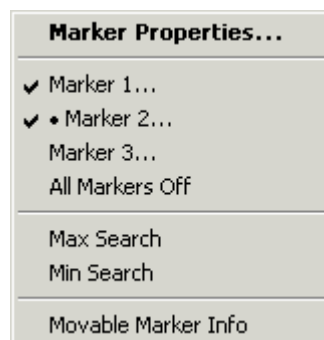 Marker Properties...
✓ Marker 1...
✓ • Marker 2...
Marker 3...
All Markers Off
Max Search
Min Search
Movable Marker Info